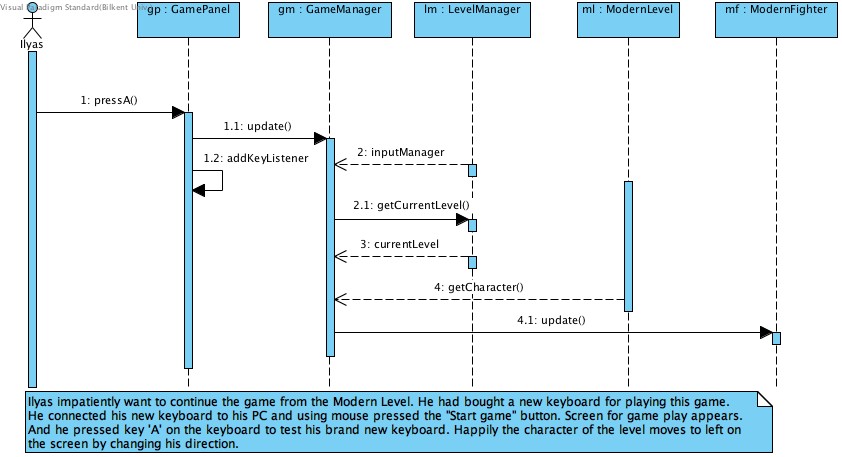 Visual Paradigm Standard(Bilkent Univ
gp : GamePanel
gm : GameManager
lm : LevelManager
ml : ModernLevel
mf : ModernFighter
Ilyas
1: pressA()
1.1: update()
1.2: addKeyListener
2: inputManager
2.1: getCurrentLevel()
3: currentLevel
4: getCharacter()
4.1: update()
Ilyas impatiently want to continue the game from the Modern Level. He had bought a new keyboard for playing this game.
He connected his new keyboard to his PC and using mouse pressed the "Start game" button. Screen for game play appears.
And he pressed key 'A' on the keyboard to test his brand new keyboard. Happily the character of the level moves to left on
the screen by changing his direction.